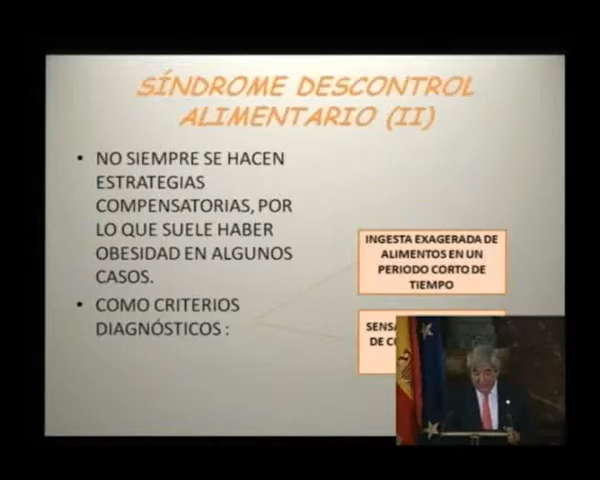 SÍNDROME DESCONTROL
ALIMENTARIO (II)
• NO SIEMPRE SE HACEN
ESTRATEGIAS
COMPENSATORIAS, POR
LO QUE SUELE HABER
OBESIDAD EN ALGUNOS
CASOS.
• COMO CRITERIOS
DIAGNÓSTICOS :
INGESTA EXAGERADA DE
ALIMENTOS EN UN
PERIODO CORTO DE
TIEMPO
DE